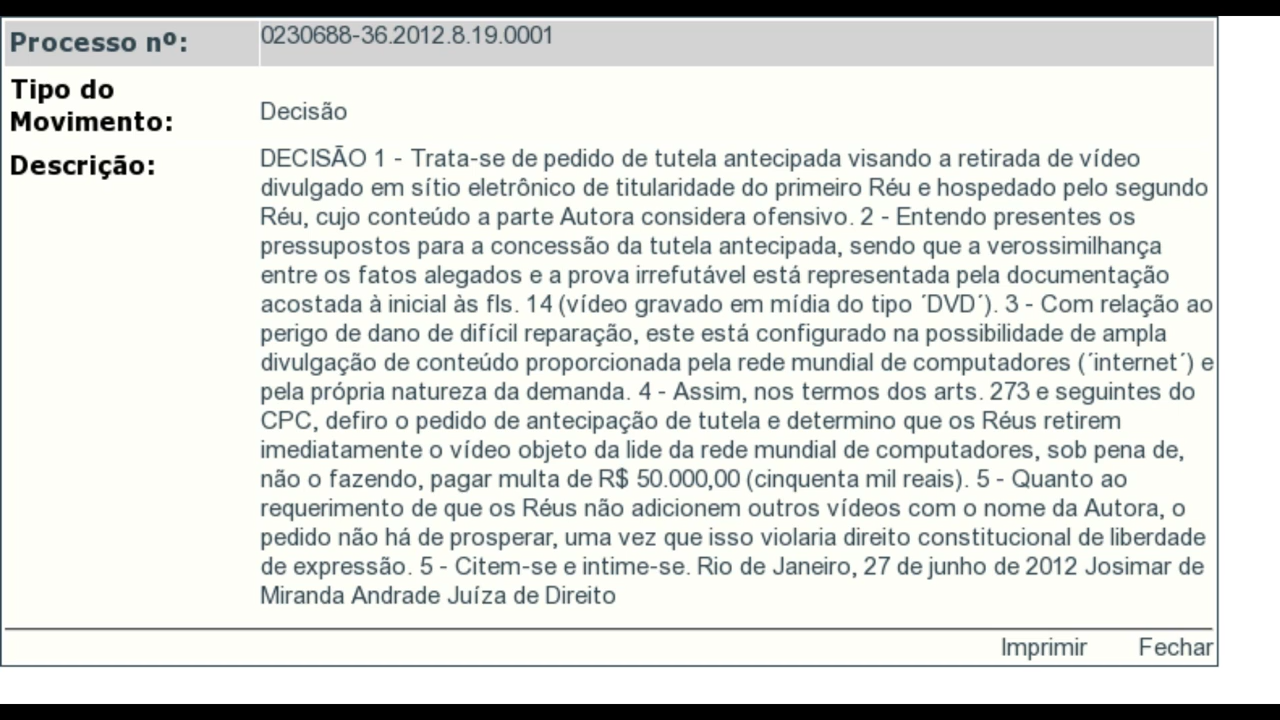 Processo nº: 0230688-36.2012.8.19.0001
Tipo do
Movimento: Decisão
Descrição: DECISÃO 1 - Trata-se de pedido de tutela antecipada visando a retirada de vídeo
divulgado em sítio eletrônico de titularidade do primeiro Réu e hospedado pelo segundo
Réu, cujo conteúdo a parte Autora considera ofensivo. 2 - Entendo presentes os
pressupostos para a concessão da tutela antecipada, sendo que a verossimilhança
entre os fatos alegados e a prova irrefutável está representada pela documentação
acostada à inicial às fls. 14 (vídeo gravado em mídia do tipo ´DVD´). 3 - Com relação ao
perigo de dano de difícil reparação, este está configurado na possibilidade de ampla
divulgação de conteúdo proporcionada pela rede mundial de computadores (´internet´) e
pela própria natureza da demanda. 4 - Assim, nos termos dos arts. 273 e seguintes do
CPC, defiro o pedido de antecipação de tutela e determino que os Réus retirem
imediatamente o vídeo objeto da lide da rede mundial de computadores, sob pena de,
não o fazendo, pagar multa de R$ 50.000,00 (cinquenta mil reais). 5 - Quanto ao
requerimento de que os Réus não adicionem outros vídeos com o nome da Autora, o
pedido não há de prosperar, uma vez que isso violaria direito constitucional de liberdade
de expressão. 5 - Citem-se e intime-se. Rio de Janeiro, 27 de junho de 2012 Josimar de
Miranda Andrade Juíza de Direito
Imprimir Fechar